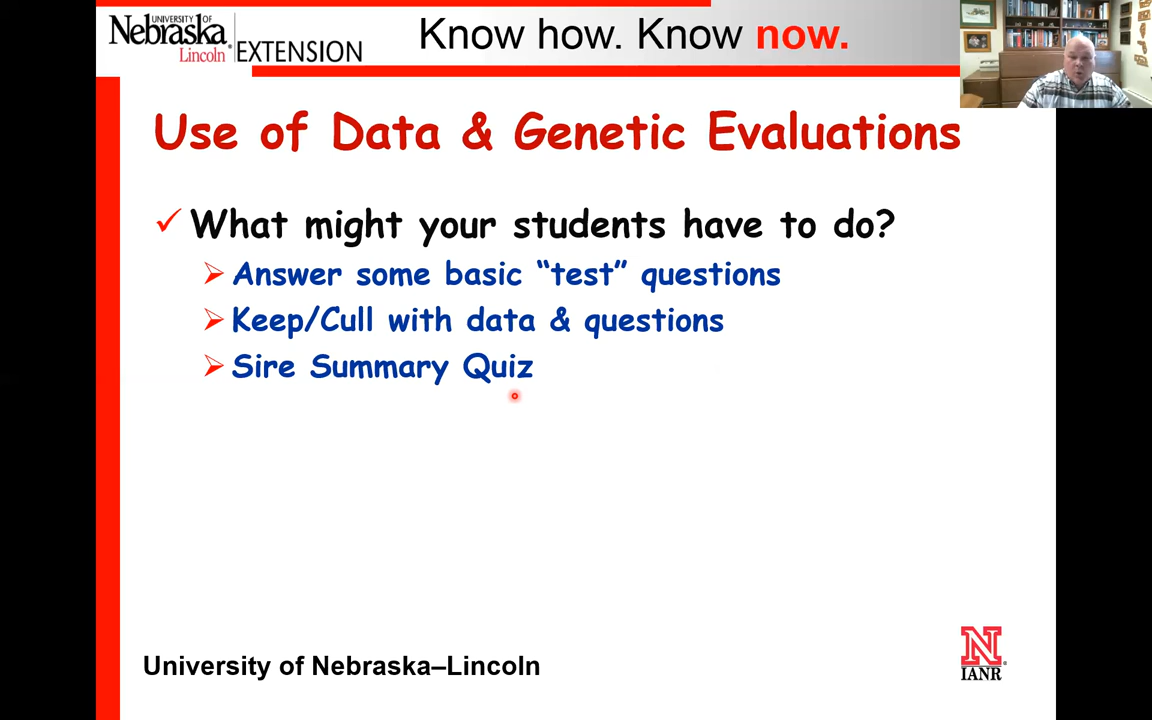 UNIVERSITY OF
Nebraska
Lincoln
EXTENSION
Know how. Know now.
Use of Data & Genetic Evaluations
What might your students have to do?
Answer some basic “test” questions
Keep/Cull with data & questions
Sire Summary Quiz
University of Nebraska–Lincoln
N
IANR